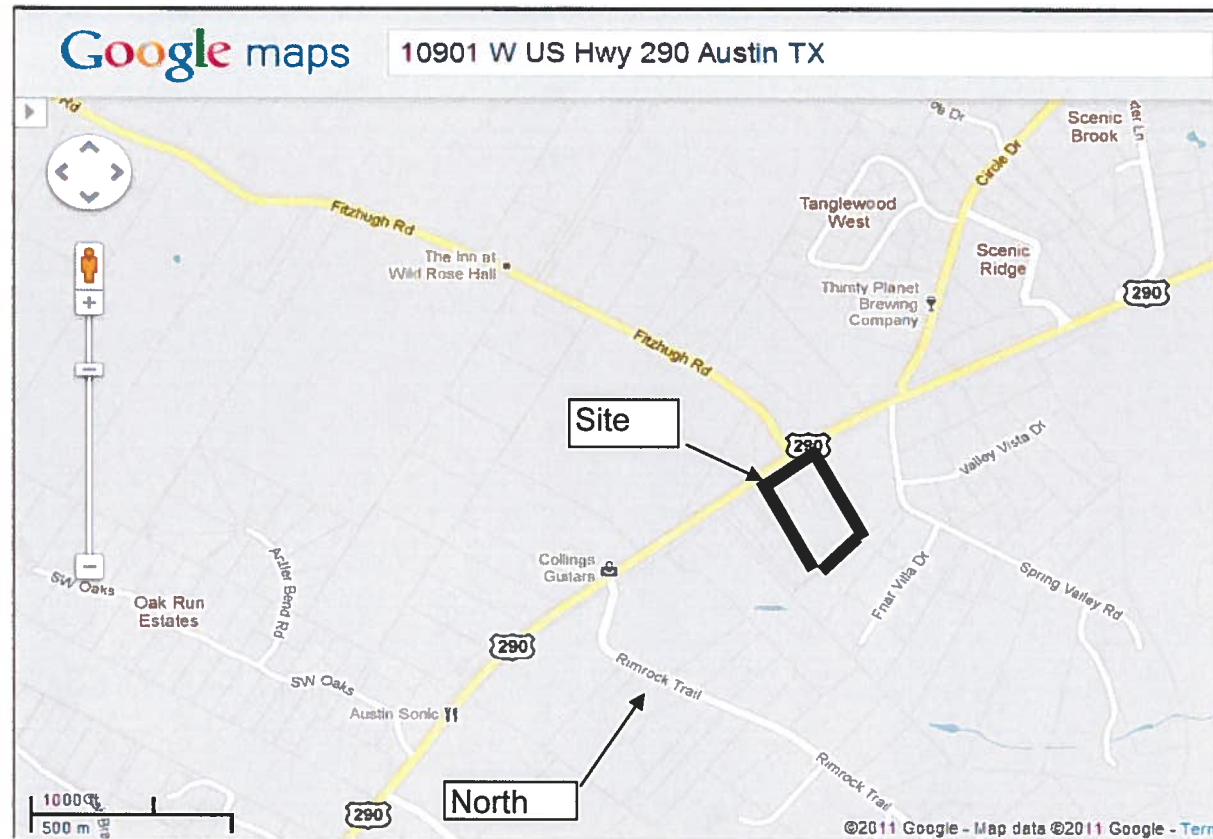 Google maps
10901 W US Hwy 290 Austin TX
Rd
Fitzhugh Rd
The Inn at
Wild Rose Hall
Fitzhugh Rd
Tanglewood
West
Circle Dr
Scenic
Brook
Scenic
Ridge
Thirsty Planet
Brewing
Company
290
Site
290
Valley Vista Dr
Friar Villa Dr
Spring Valley Rd
Collings
Guitars
Antler Bend Rd
SW Oaks
Oak Run
Estates
290
SW Oaks
Rimrock Trail
Austin Sonic
North
Rimrock Trail
290
1000
500 m
©2011 Google - Map data ©2011 Google -